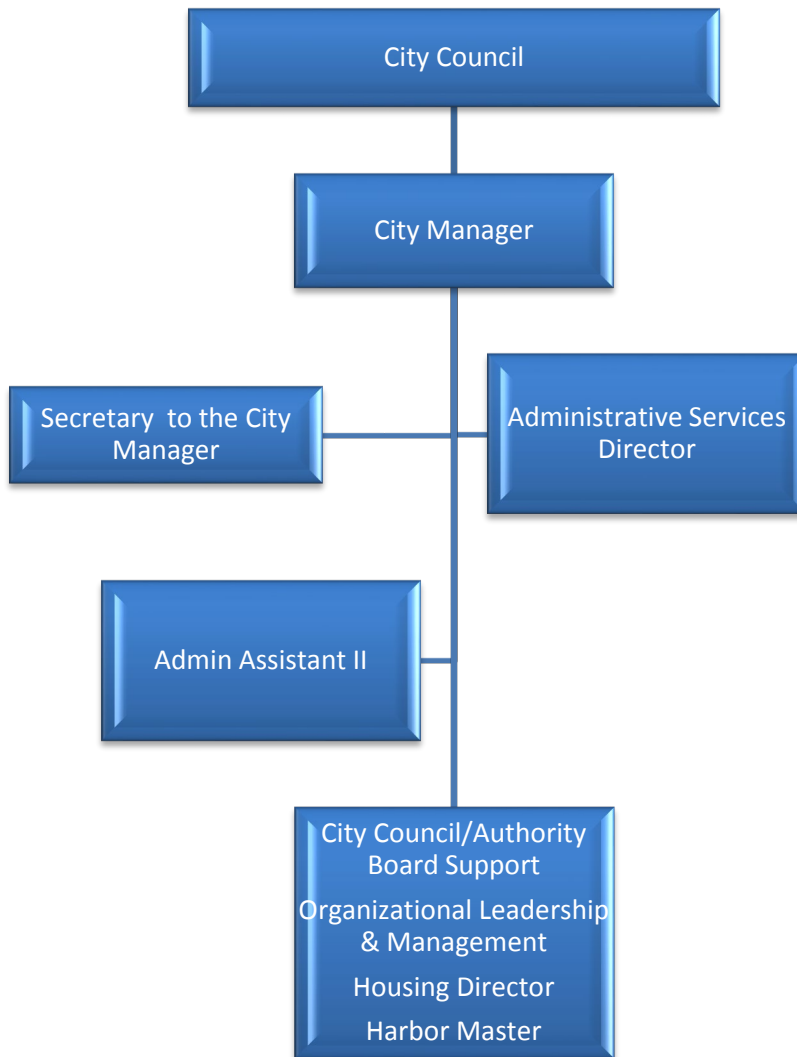 City Council
City Manager
Secretary  to the City
Manager
Administrative Services
Director
Admin Assistant II
City Council/Authority
Board Support
Organizational Leadership
& Management
Housing Director
Harbor Master